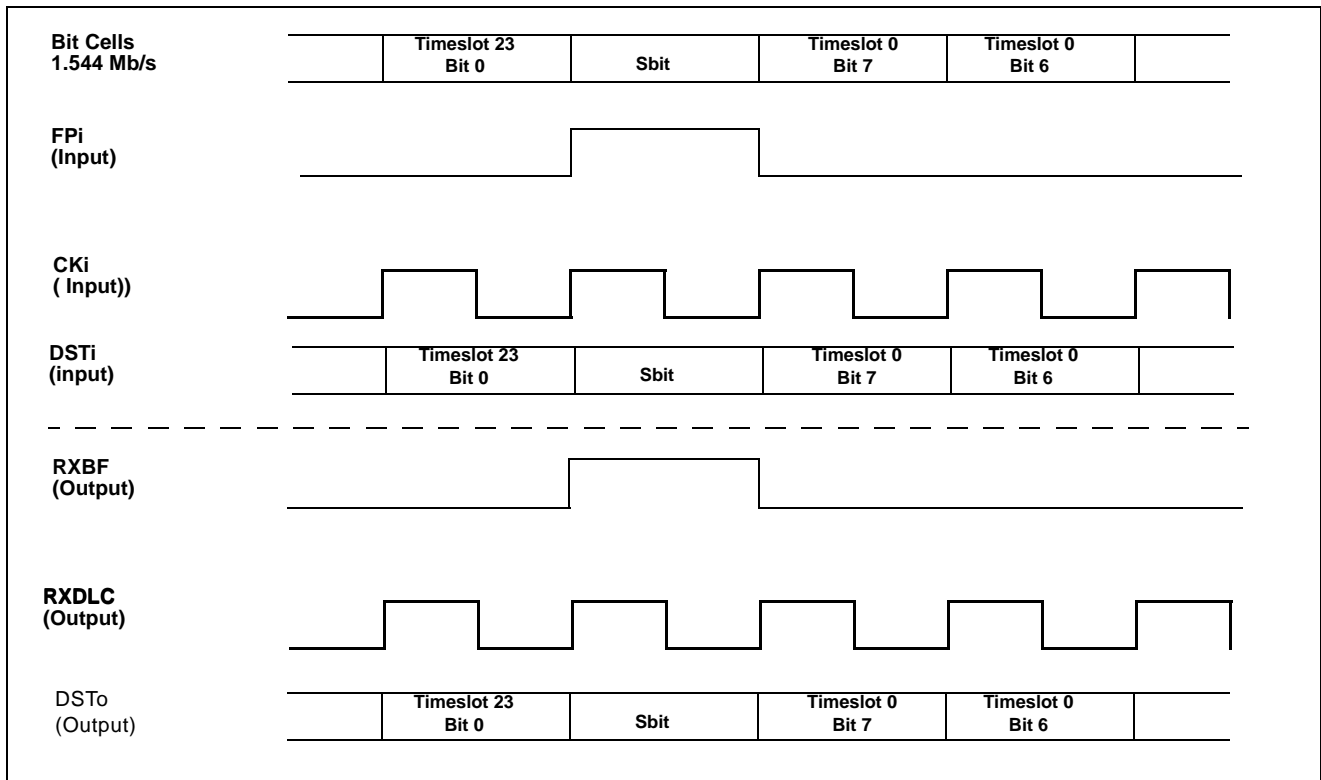 Bit Cells
1.544 Mb/s
Timeslot 23
Bit 0
Sbit
Timeslot 0
Bit 7
Timeslot 0
Bit 6
FPi
(Input)
CKi
( Input))
DSTi
(input)
Timeslot 23
Bit 0
Sbit
Timeslot 0
Bit 7
Timeslot 0
Bit 6
RXBF
(Output)
RXDLC
(Output)
DSTo
(Output)
Timeslot 23
Bit 0
Sbit
Timeslot 0
Bit 7
Timeslot 0
Bit 6